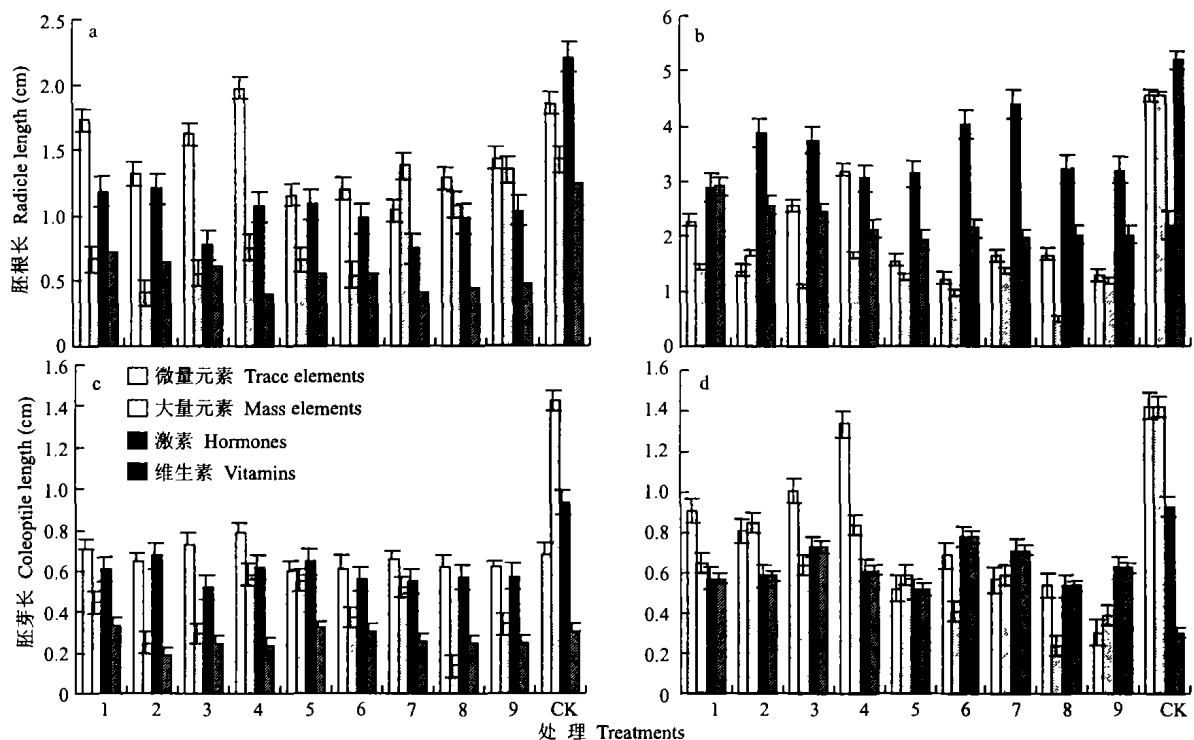 胚根长 Radicle length (cm)
a
2.5
2.0
1.5
1.0
0.5
0
b
6
5
4
3
2
1
0
胚芽长 Coleoptile length (cm)
c
1.6
1.4
1.2
1.0
0.8
0.6
0.4
0.2
0
微量元素 Trace elements
大量元素 Mass elements
激素 Hormones
维生素 Vitamins
d
1.6
1.4
1.2
1.0
0.8
0.6
0.4
0.2
0
1 2 3 4 5 6 7 8 9 CK
1 2 3 4 5 6 7 8 9 CK
处 理 Treatments